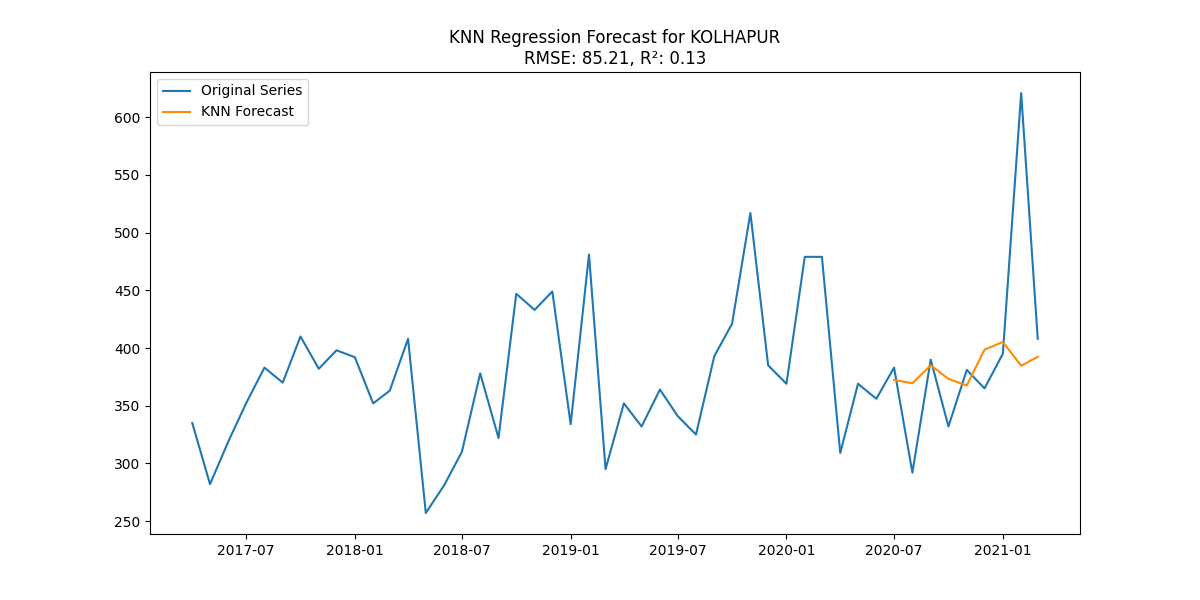 KNN Regression Forecast for KOLHAPUR
RMSE: 85.21, R²: 0.13
Original Series
KNN Forecast
600
550
500
450
400
350
300
250
2017-07 2018-01 2018-07 2019-01 2019-07 2020-01 2020-07 2021-01